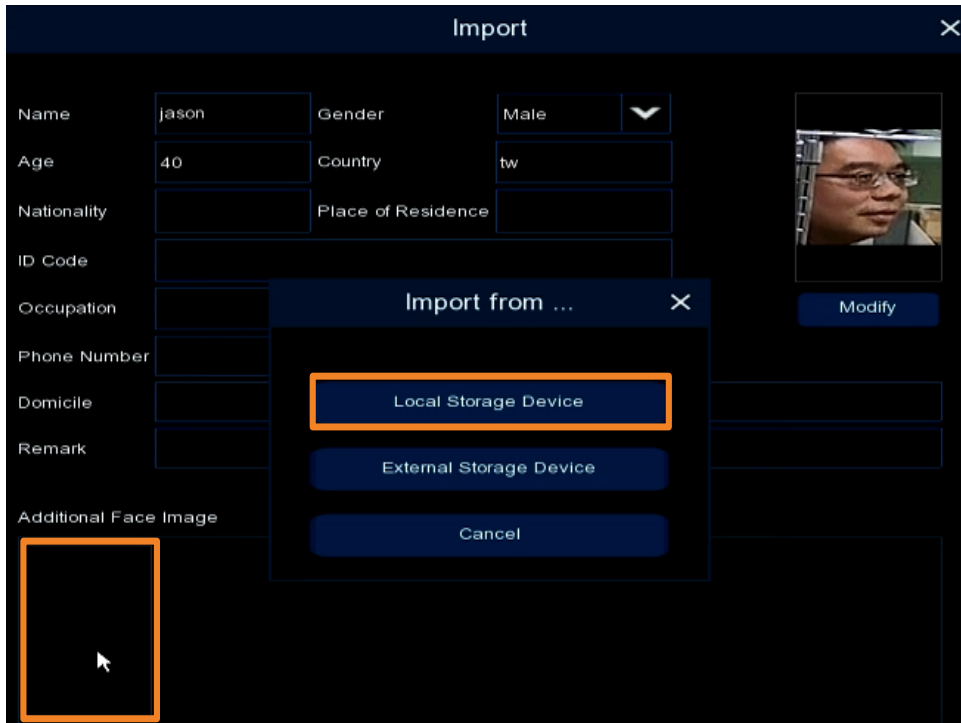 Import
Name jason Gender Male
Age 40 Country tw
Nationality Place of Residence
ID Code
Import from ...
Occupation
Modify
Phone Number
Domicile
Local Storage Device
Remark
External Storage Device
Additional Face Image
Cancel